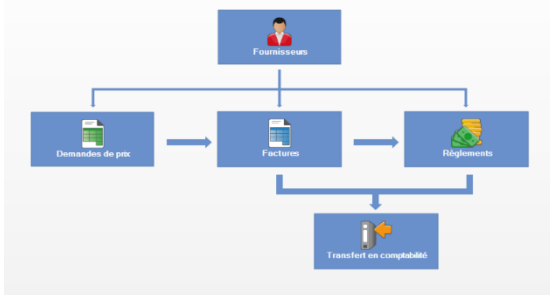 Fournisseurs
Demandes de prix
Factures
Règlements
Transfert en comptabilité